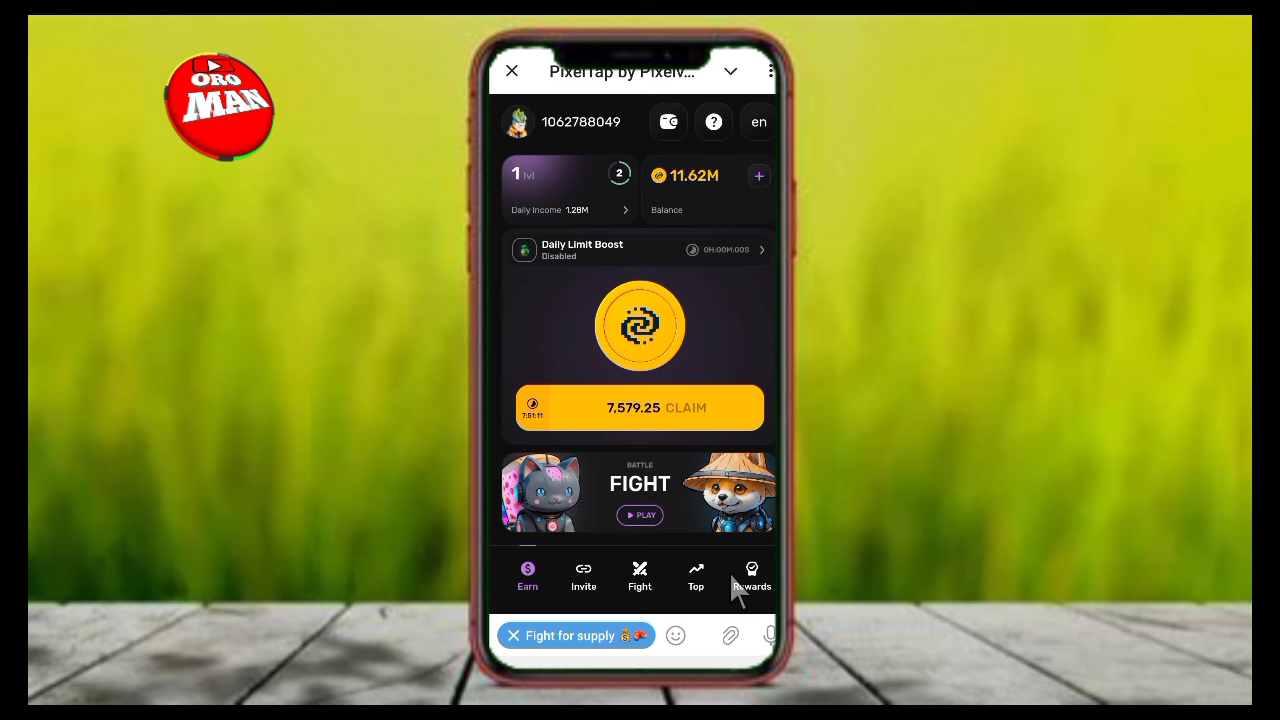 ORO
MAN
PixelTap by Pixelv...
1062788049
en
1 lvl
2
11.62M
Daily Income 1.28M
Balance
Daily Limit Boost
Disabled
0H:00M:00S
7:51:11
7,579.25 CLAIM
BATTLE
FIGHT
PLAY
Earn
Invite
Fight
Top
Rewards
Fight for supply 💰🥊